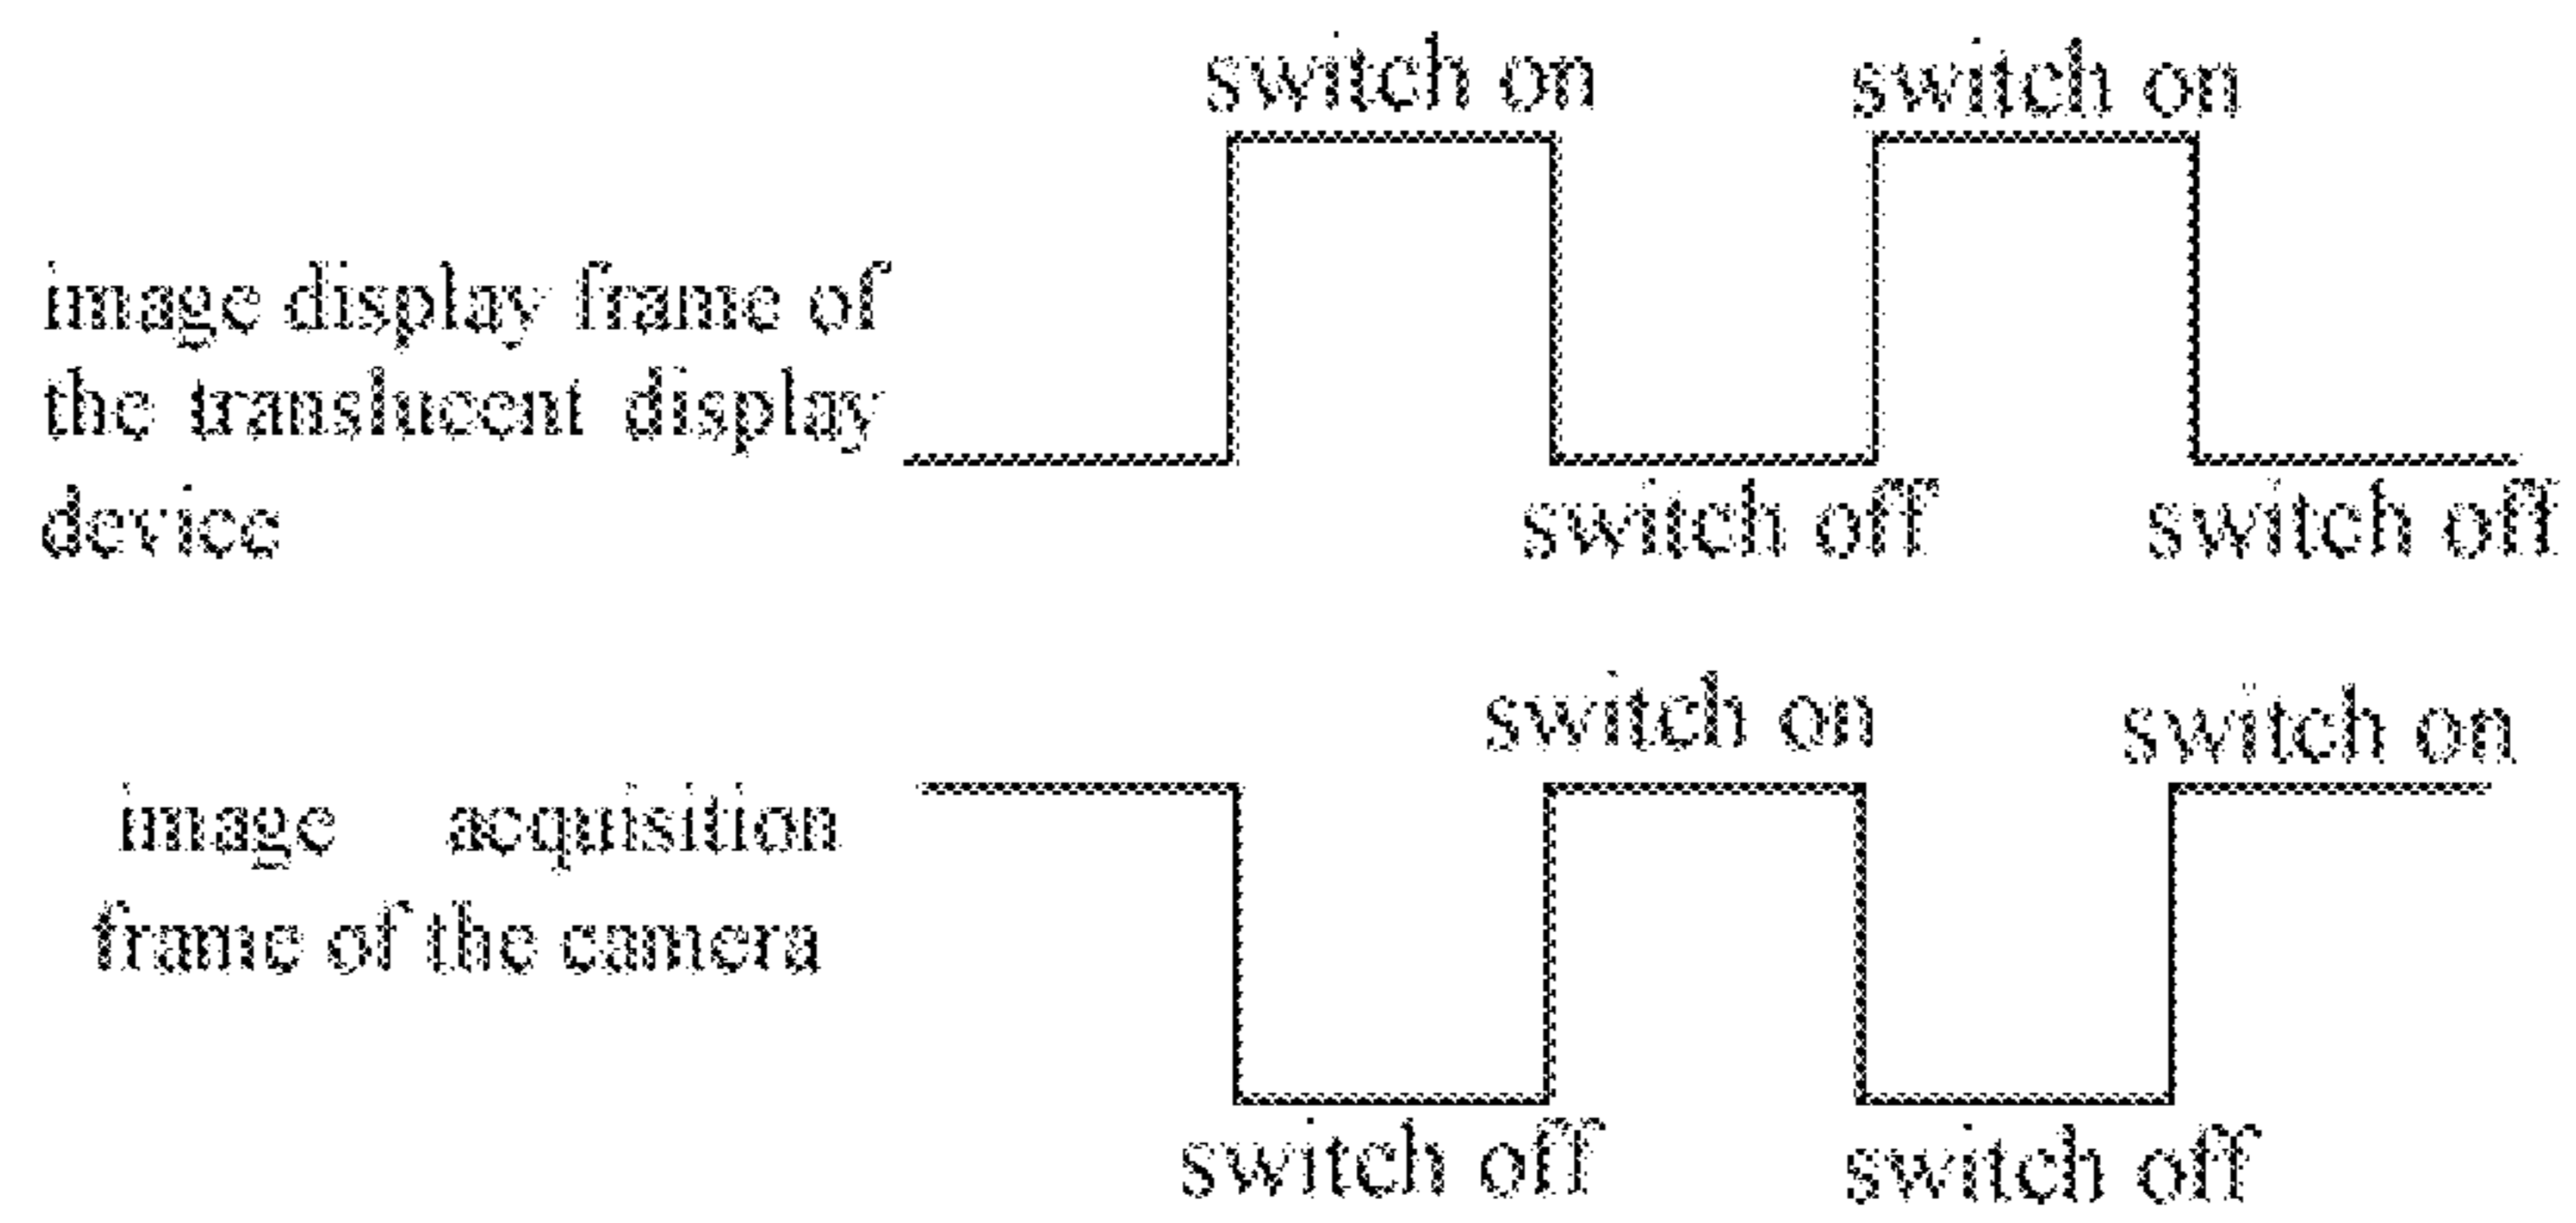 switch on switch on
image display frame of
the translucent display
device
switch off switch off
switch on switch on
image acquisition
frame of the camera
switch off switch off